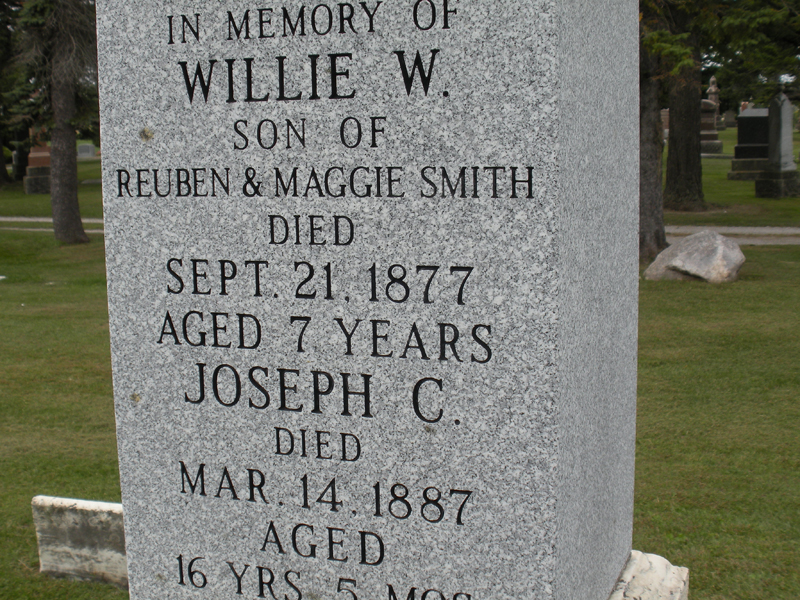 IN MEMORY OF
WILLIE W.
SON OF
REUBEN & MAGGIE SMITH
DIED
SEPT. 21, 1877
AGED 7 YEARS
JOSEPH C.
DIED
MAR. 14, 1887
AGED
16 YRS. 5 MOS.